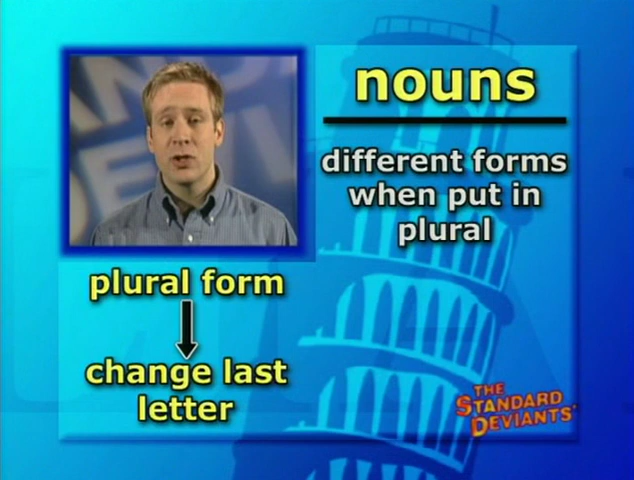 nouns
different forms
when put in
plural
plural form
change last
letter
THE
STANDARD
DEVIANTS